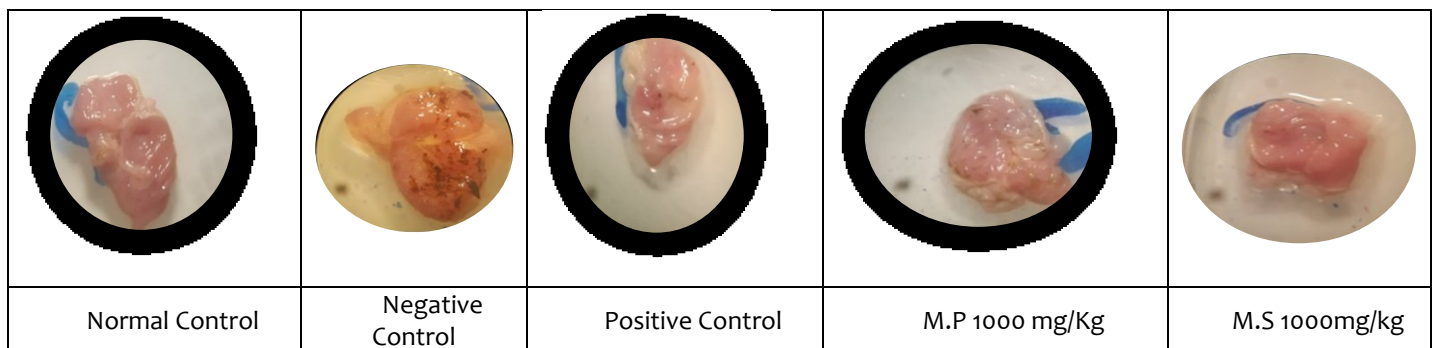 Normal Control
Negative
Control
Positive Control
M.P 1000 mg/Kg
M.S 1000mg/kg